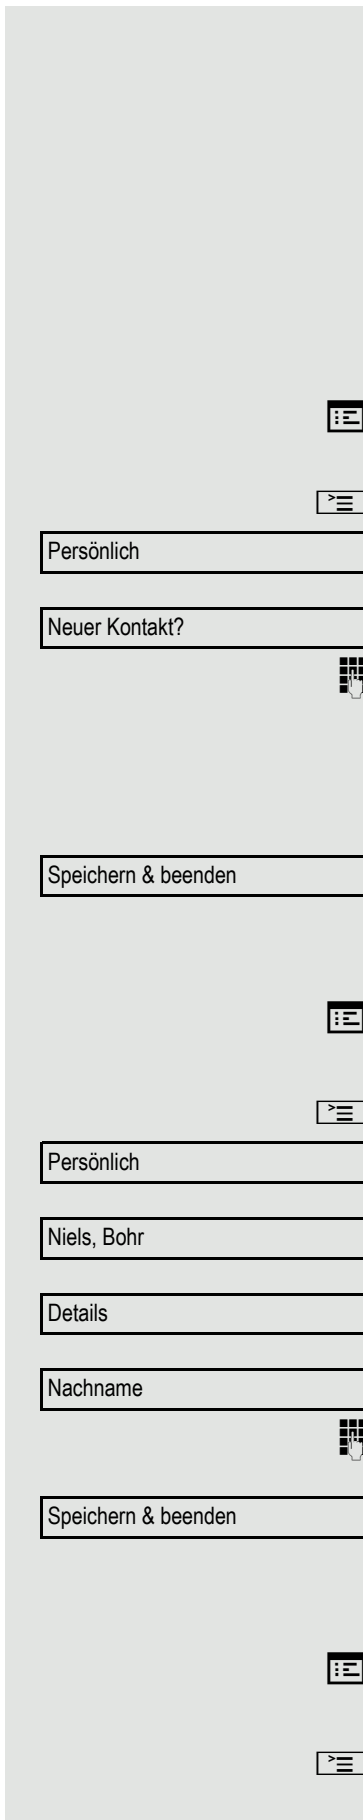 Persönlich
Neuer Kontakt?
Speichern & beenden
Persönlich
Niels, Bohr
Details
Nachname
Speichern & beenden